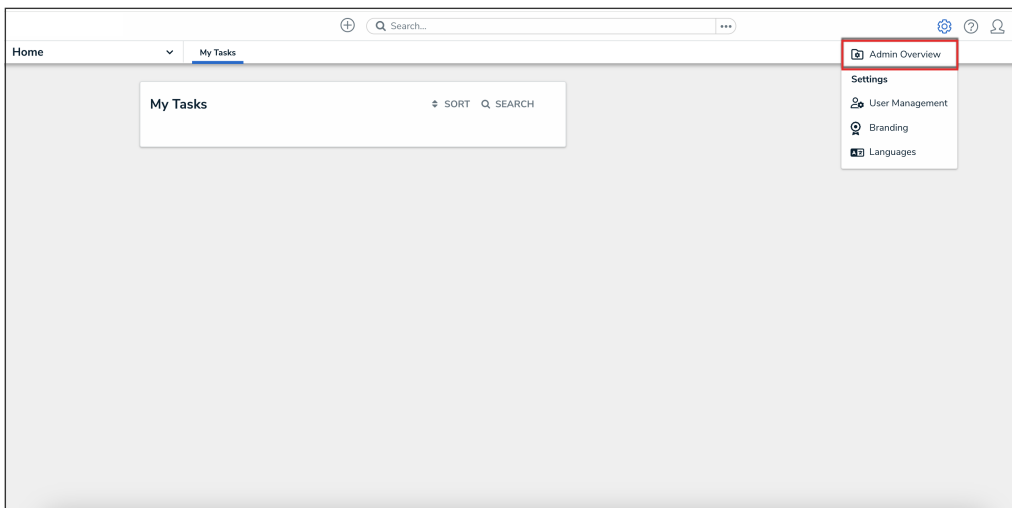 Search...
Home
My Tasks
Admin Overview
Settings
User Management
Branding
Languages
My Tasks
SORT SEARCH